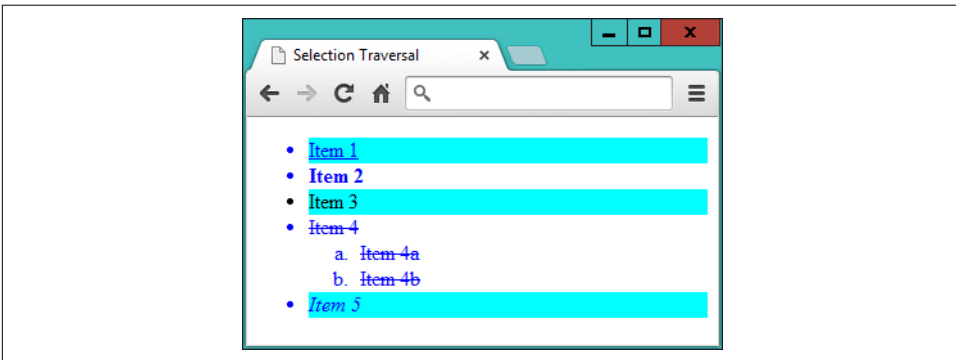 Selection Traversal
• Item 1
• Item 2
• Item 3
• Item 4
a. Item 4a
b. Item 4b
• Item 5